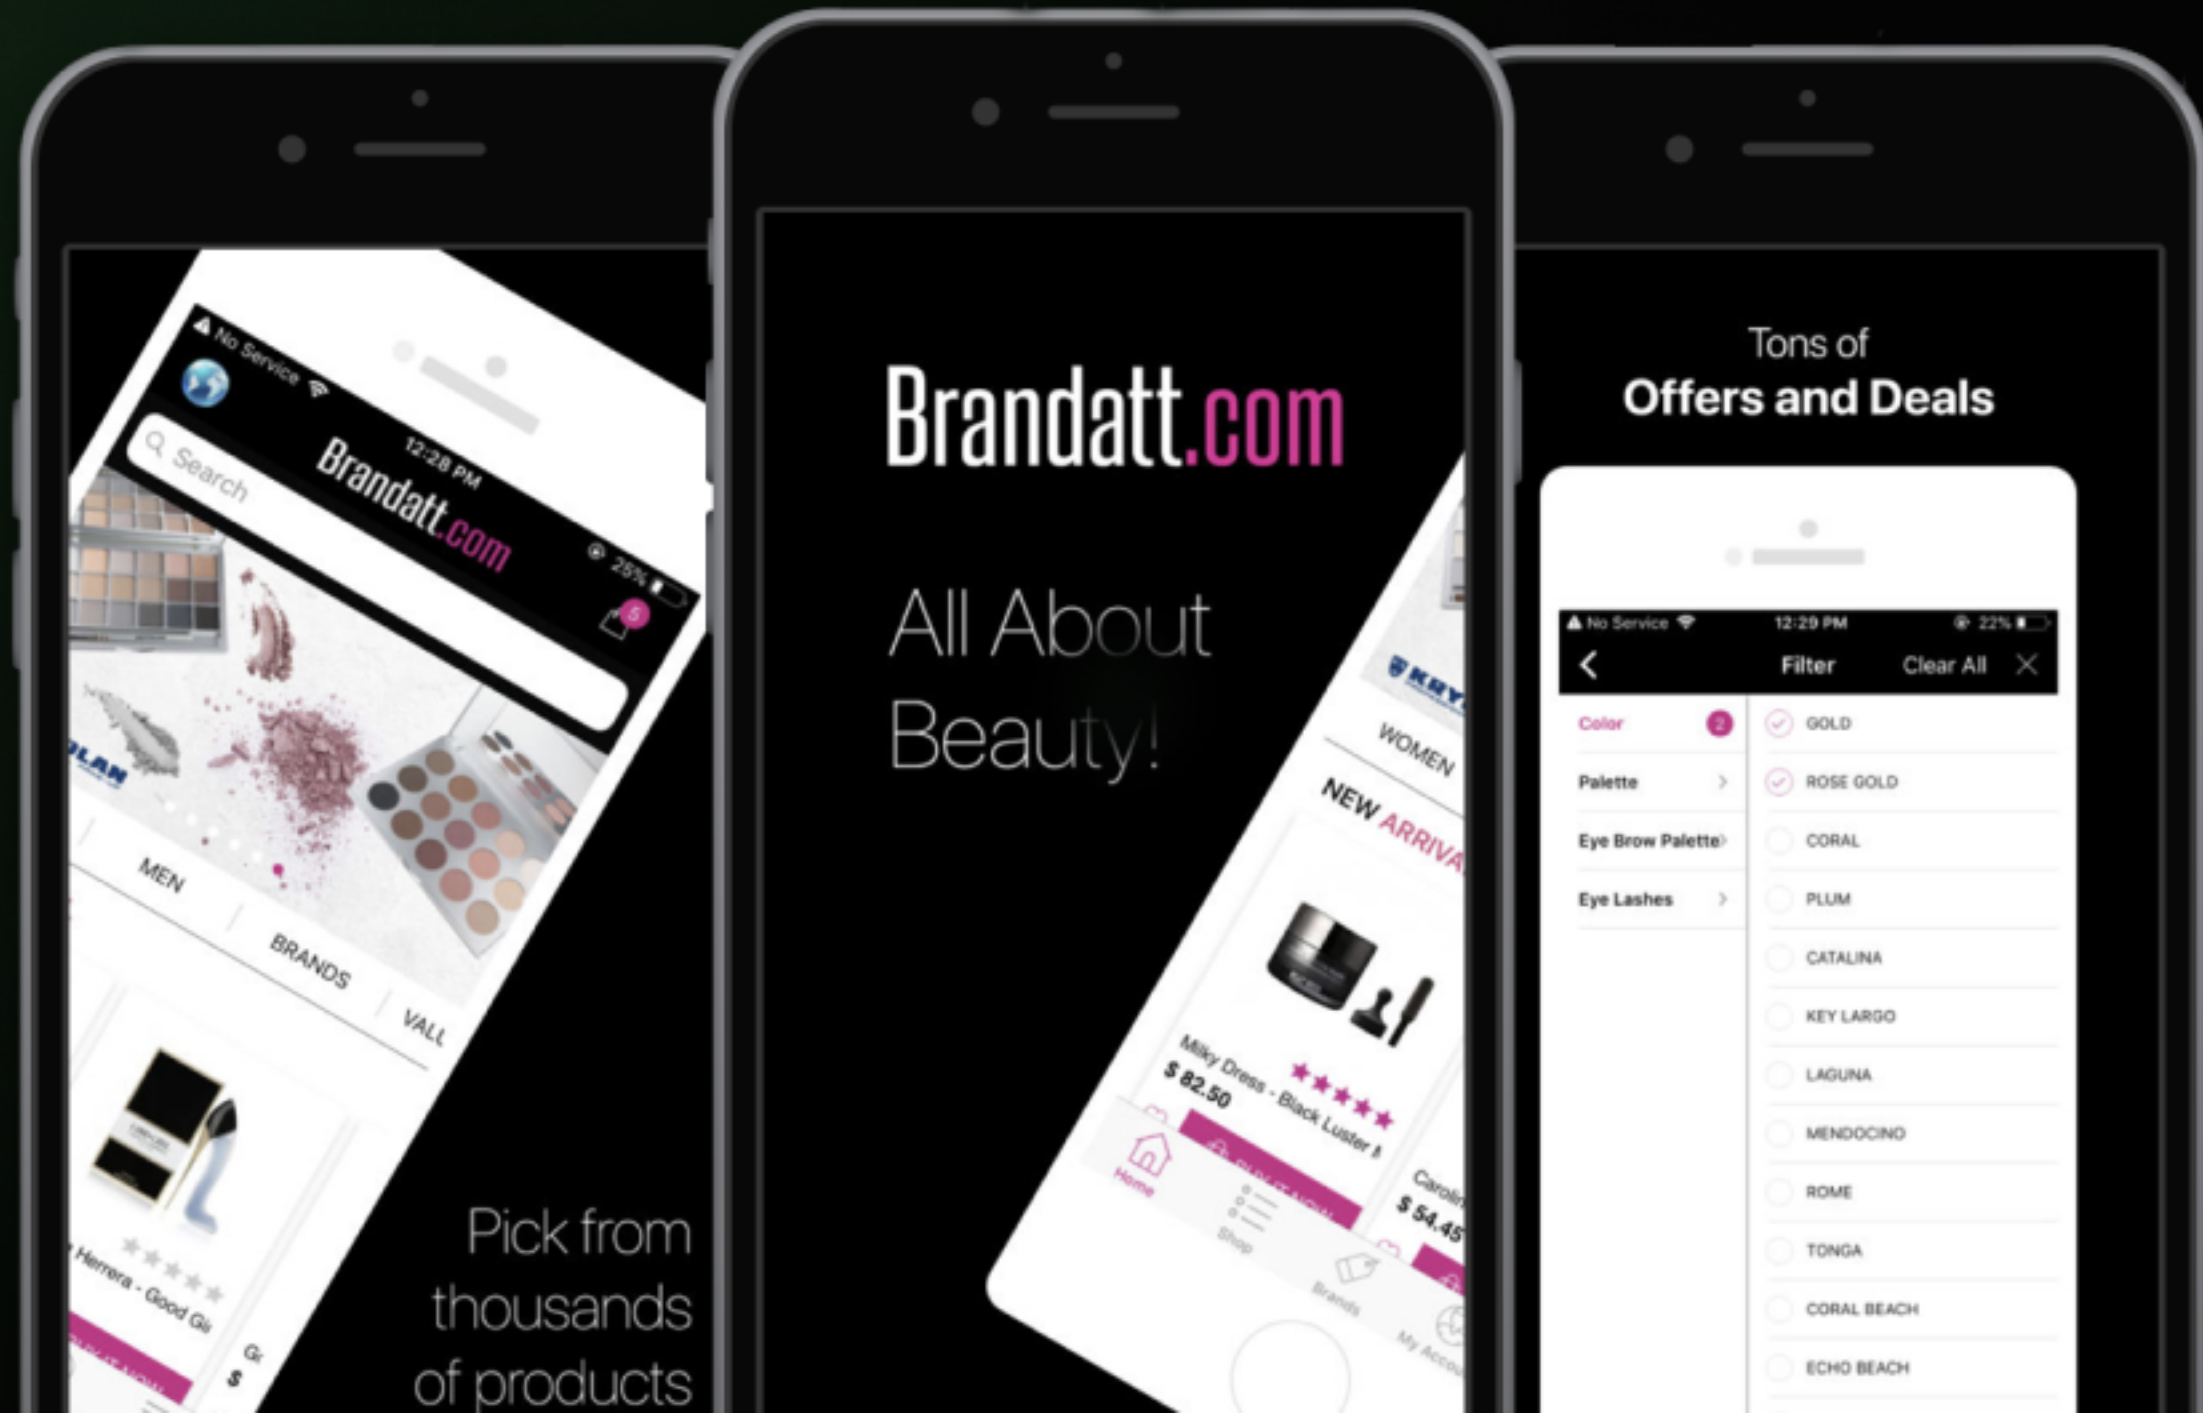 No Service
12:28 PM
25%
Brandatt.com
5
Search
MEN
BRANDS
Herrera - Good
$
Pick from
thousands
of products
Brandatt.com
All About
Beauty!
WOMEN
NEW
Milky Dress - Black Luster
$ 82.50
$ 54.45
Home
Shop
Brands
My
Tons of
Offers and Deals
No Service
12:29 PM
22%
Filter
Clear All
Color
2
Palette
Eye Brow Palette
Eye Lashes
GOLD
ROSE GOLD
CORAL
PLUM
CATALINA
KEY LARGO
LAGUNA
MENDOCINO
ROME
TONGA
CORAL BEACH
ECHO BEACH